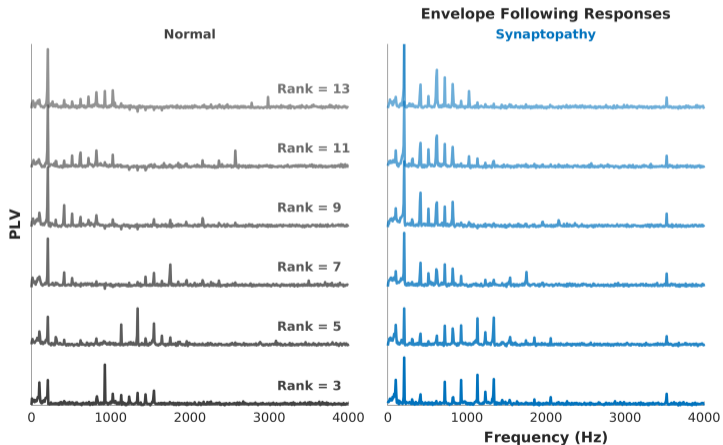 Envelope Following Responses
Normal
Synaptopathy
Rank = 13
Rank = 11
Rank = 9
Rank = 7
Rank = 5
Rank = 3
PLV
0 1000 2000 3000 4000
0 1000 2000 3000 4000
Frequency (Hz)